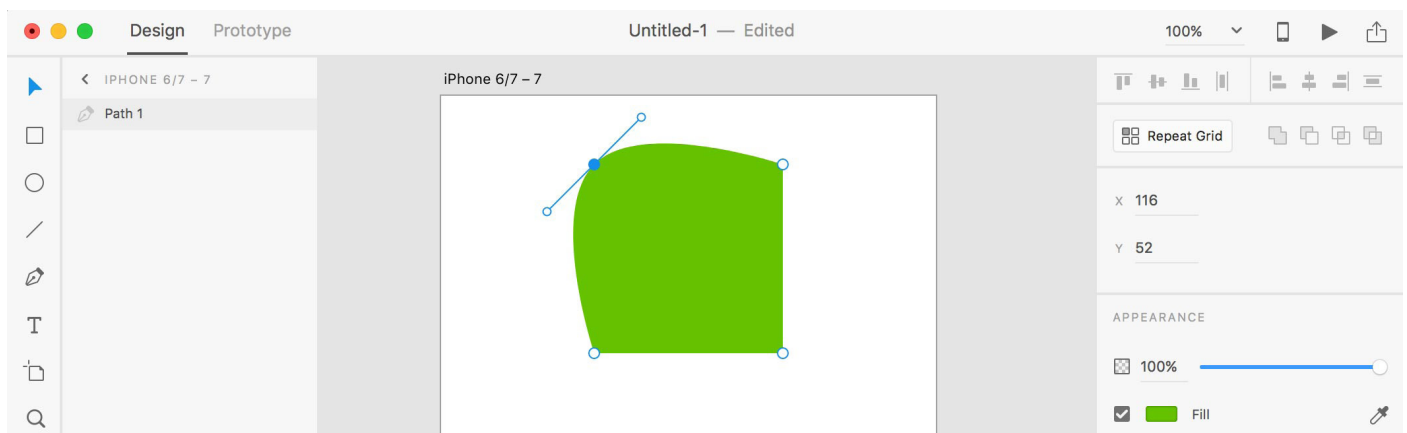 Design Prototype Untitled-1 — Edited 100%
IPHONE 6/7 – 7
Path 1
T
iPhone 6/7 – 7
Repeat Grid
X 116
Y 52
APPEARANCE
100%
Fill